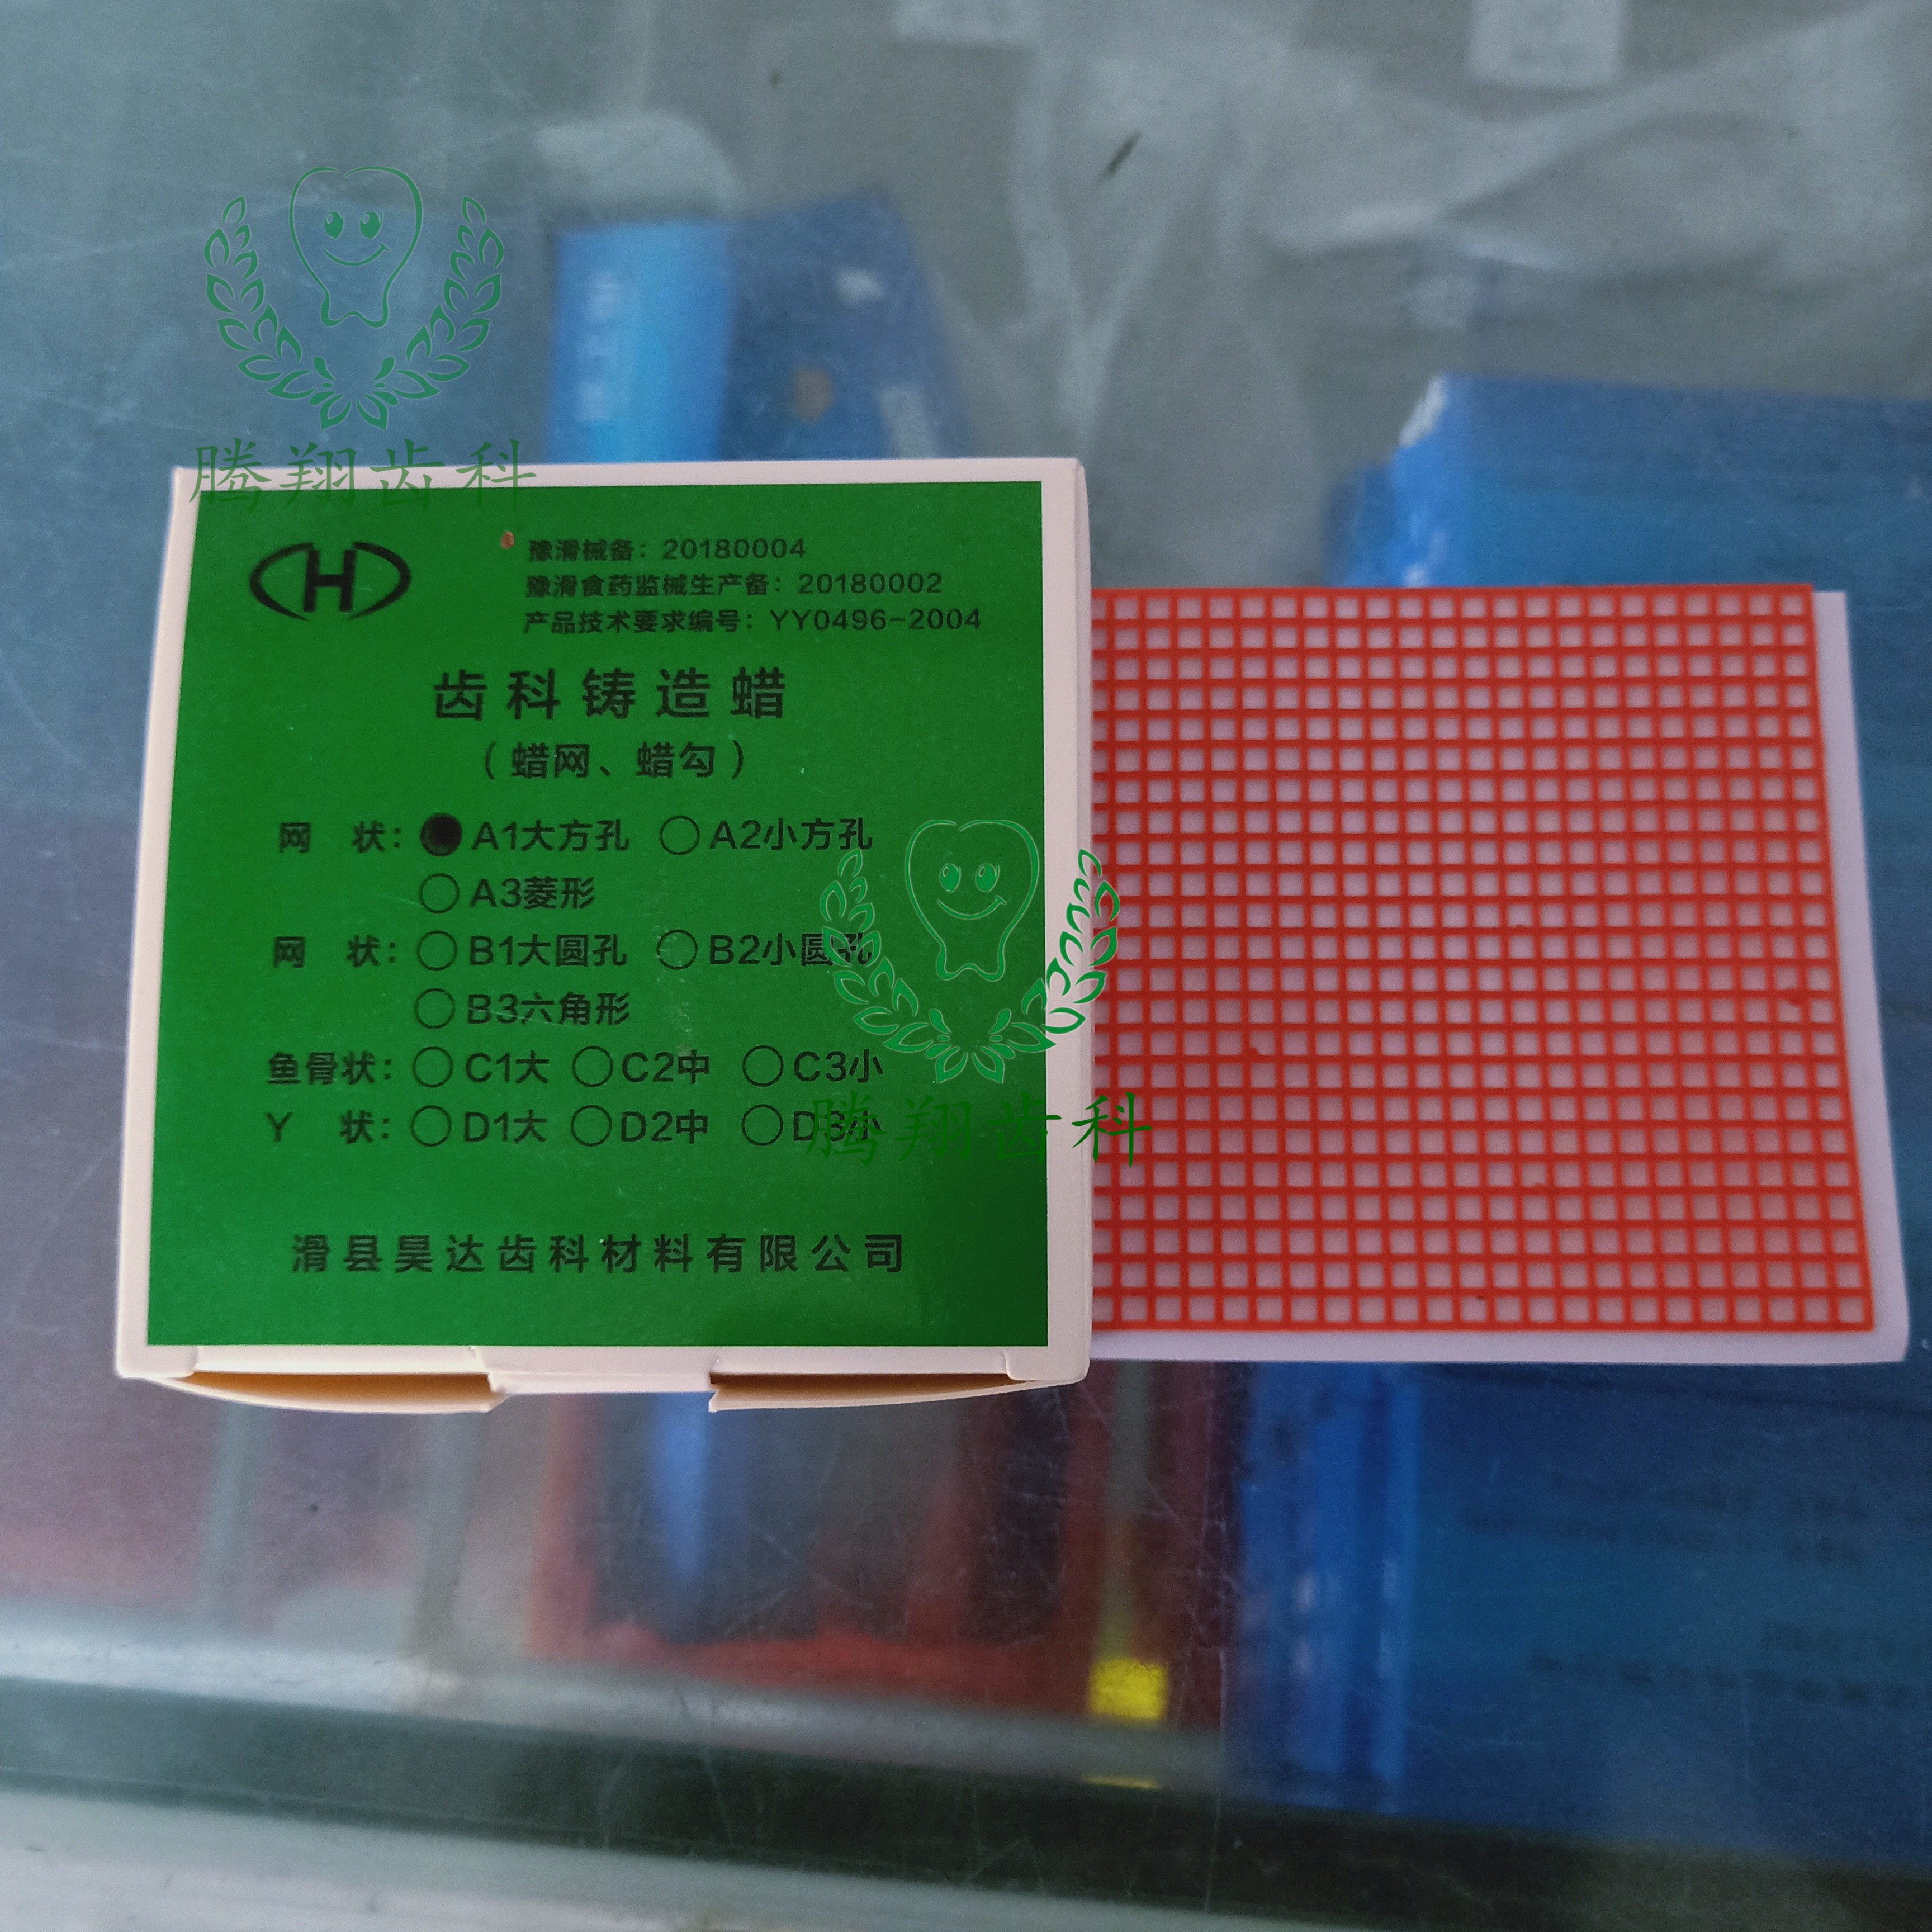 腾翔齿科
H
豫滑械备：20180004
豫滑食药监械生产备：20180002
产品技术要求编号：YY0496-2004
齿科铸造蜡
（蜡网、蜡勾）
网 状： A1大方孔 A2小方孔
A3菱形
网 状： B1大圆孔 B2小圆孔
B3六角形
鱼骨状： C1大 C2中 C3小
Y 状： D1大 D2中 D3小
腾翔齿科
滑县昊达齿科材料有限公司